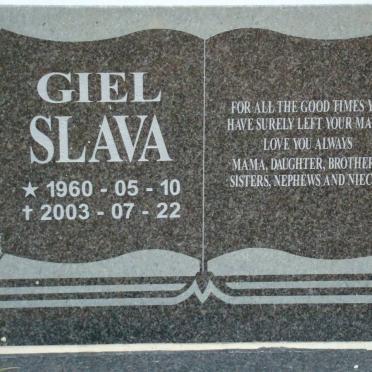 GIEL
SLAVA
★ 1960 - 05 - 10
† 2003 - 07 - 22
FOR ALL THE GOOD TIMES
HAVE SURELY LEFT YOUR
LOVE YOU ALWAYS
MAMA, DAUGHTER, BROTHER
SISTERS, NEPHEWS AND